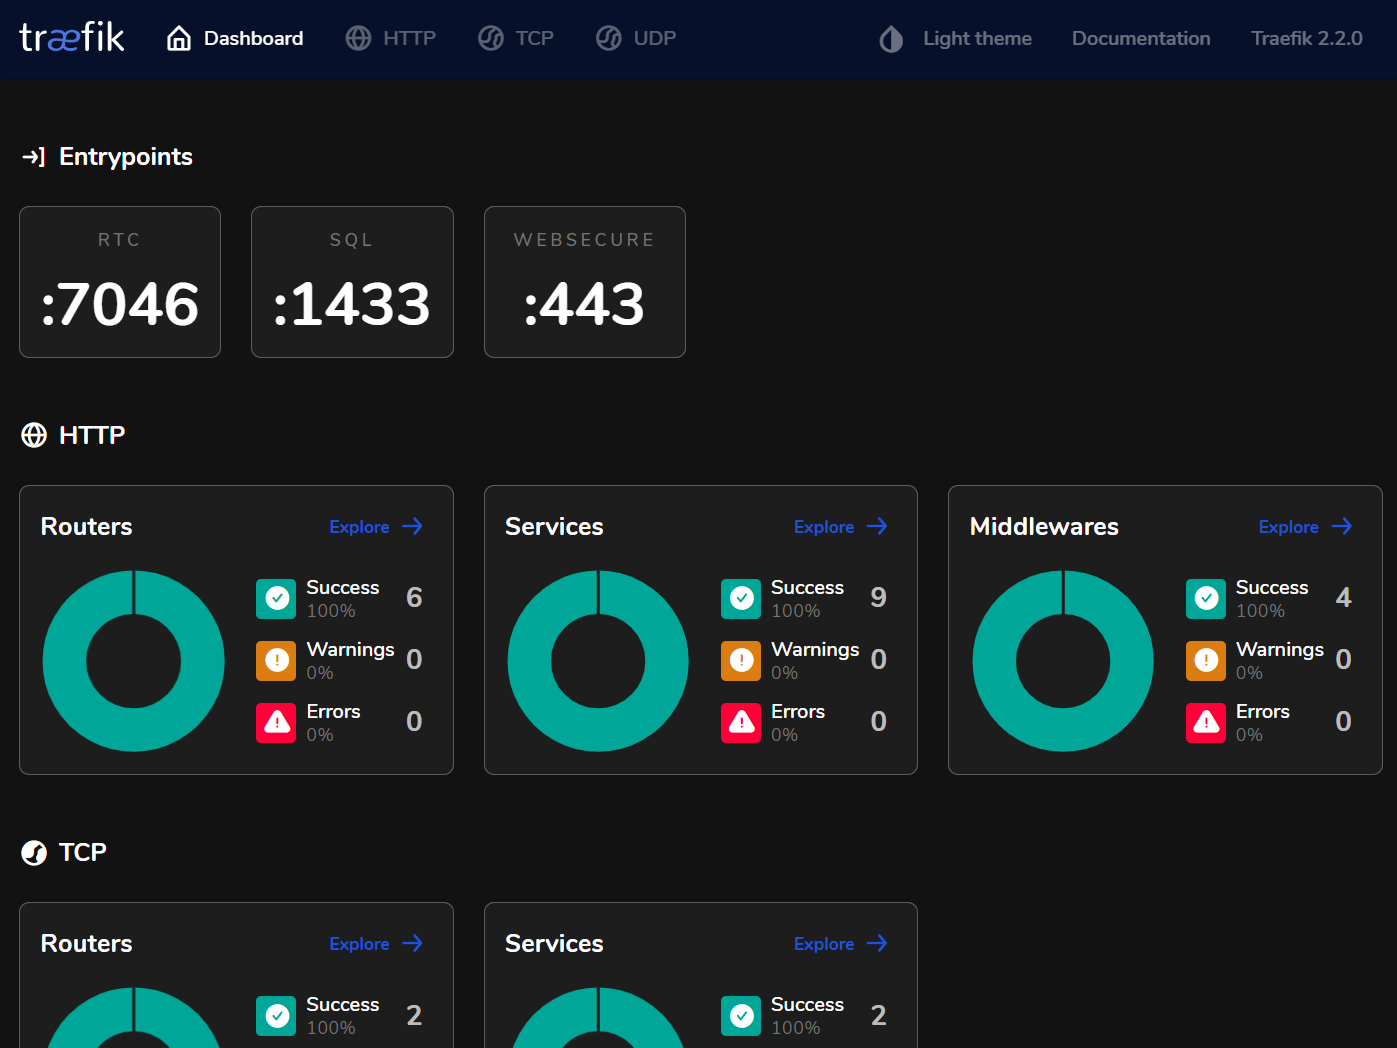 træfik
Dashboard
HTTP
TCP
UDP
Light theme
Documentation
Traefik 2.2.0
Entrypoints
RTC
:7046
SQL
:1433
WEBSECURE
:443
HTTP
Routers
Explore
Success
100%
6
Warnings
0%
0
Errors
0%
0
Services
Explore
Success
100%
9
Warnings
0%
0
Errors
0%
0
Middlewares
Explore
Success
100%
4
Warnings
0%
0
Errors
0%
0
TCP
Routers
Explore
Success
100%
2
Services
Explore
Success
100%
2